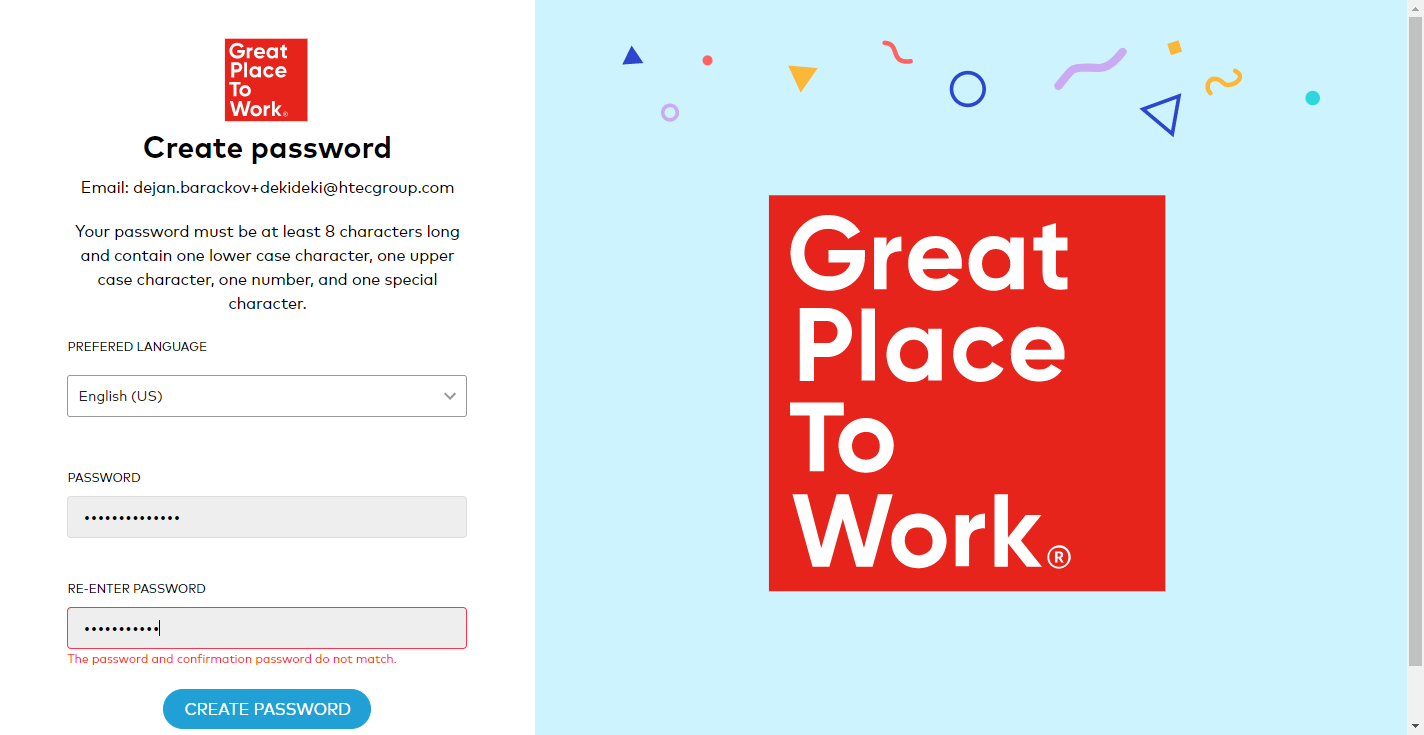 Great
Place
To
Work®
Create password
Email: dejan.barackov+dekideki@htecgroup.com
Your password must be at least 8 characters long
and contain one lower case character, one upper
case character, one number, and one special
character.
PREFERED LANGUAGE
English (US)
PASSWORD
••••••••••••••
RE-ENTER PASSWORD
•••••••••••
The password and confirmation password do not match.
CREATE PASSWORD
Great
Place
To
Work®